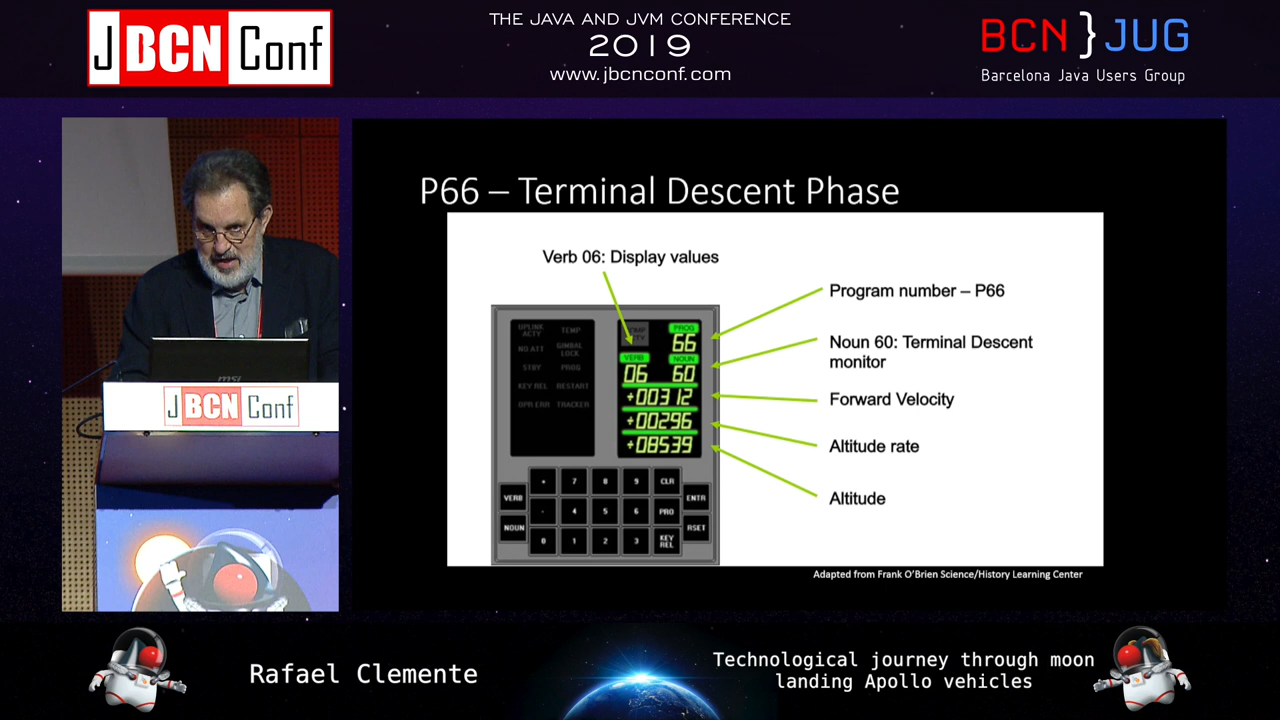 J BCN Conf
THE JAVA AND JVM CONFERENCE
2019
www.jbcnconf.com
BCN } JUG
Barcelona Java Users Group
P66 – Terminal Descent Phase
Verb 06: Display values
Program number – P66
Noun 60: Terminal Descent
monitor
Forward Velocity
Altitude rate
Altitude
UPLINK
ACTY
TEMP
NO ATT
GIMBAL
LOCK
STBY
PROG
KEY REL
RESTART
OPR ERR
TRACKER
PROG
66
VERB
NOUN
06
60
+00312
+00296
+08539
VERB
NOUN
+
7
8
9
CLR
-
4
5
6
PRO
0
1
2
3
KEY
REL
ENTR
RSET
Adapted from Frank O'Brien Science/History Learning Center
msi
J BCN Conf
Rafael Clemente
Technological journey through moon
landing Apollo vehicles